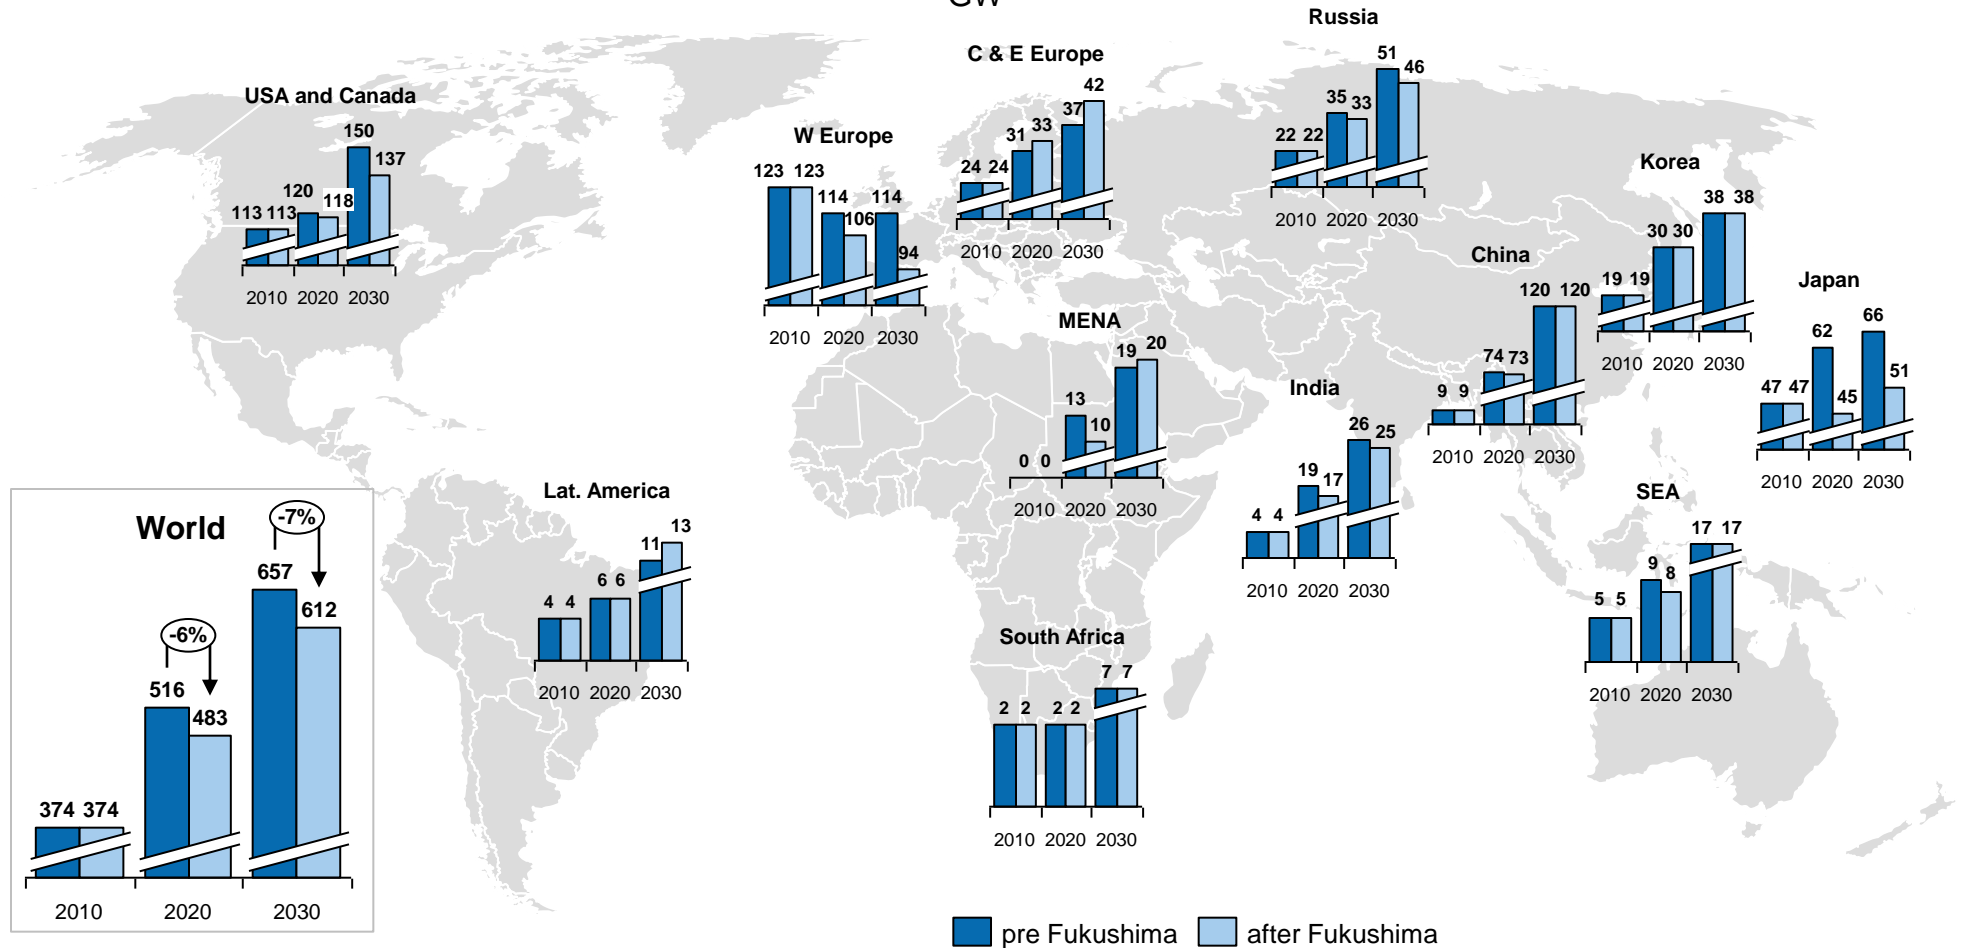 GW
Russia
51
46
35
33
22 22
2010 2020 2030
C & E Europe
42
37
31
33
24 24
2010 2020 2030
USA and Canada
150
137
120
118
113 113
2010 2020 2030
W Europe
123 123
114
106
114
94
2010 2020 2030
Korea
38 38
30 30
19 19
2010 2020 2030
China
120 120
74 73
9 9
2010 2020 2030
Japan
66
62
51
47 47
45
2010 2020 2030
MENA
19 20
13
10
0 0
2010 2020 2030
India
26
25
19
17
4 4
2010 2020 2030
SEA
17 17
9
8
5 5
2010 2020 2030
Lat. America
13
11
6 6
4 4
2010 2020 2030
South Africa
7 7
2 2
2 2
2010 2020 2030
World
-7%
657
612
-6%
516
483
374 374
2010 2020 2030
pre Fukushima after Fukushima